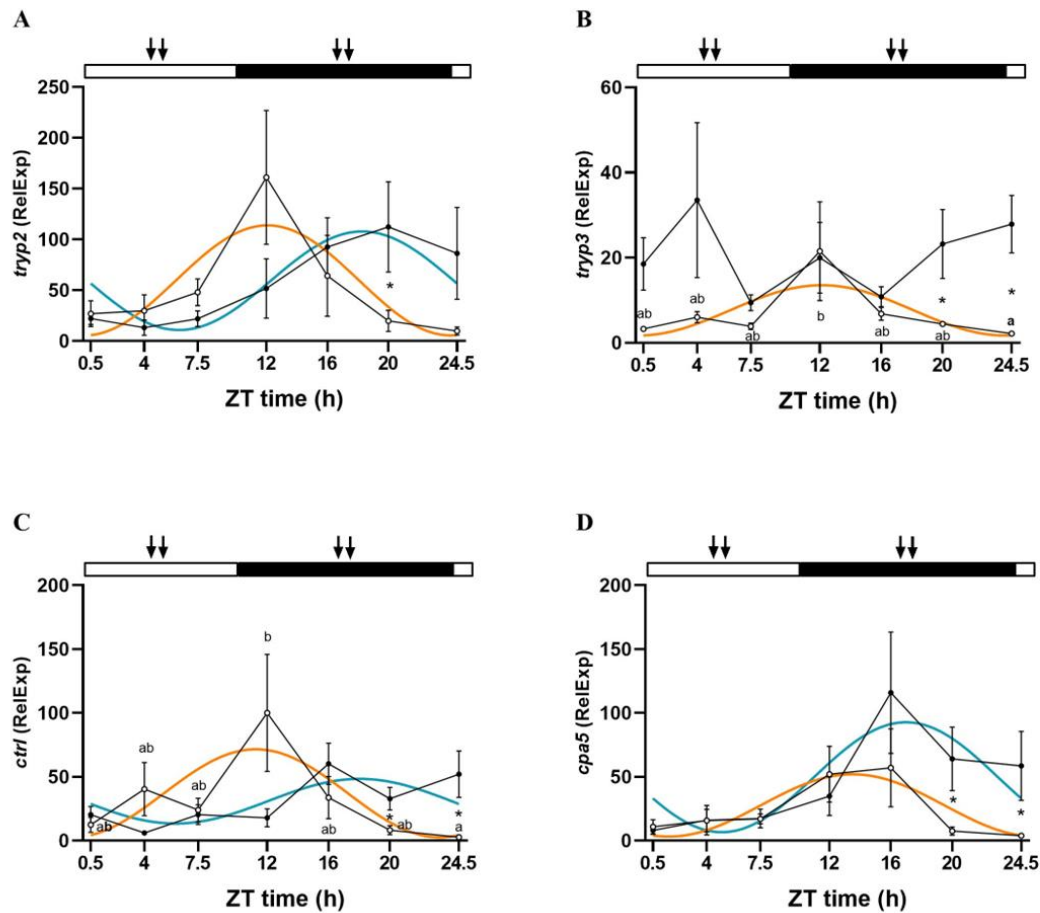 A
B
250
200
150
100
50
0
tryp2 (RelExp)
*
0.5 4 7.5 12 16 20 24.5
ZT time (h)
60
40
20
0
tryp3 (RelExp)
ab ab ab b ab ab a
* *
0.5 4 7.5 12 16 20 24.5
ZT time (h)
C
D
200
150
100
50
0
ctrl (RelExp)
ab ab ab b ab ab a
* *
0.5 4 7.5 12 16 20 24.5
ZT time (h)
200
150
100
50
0
cpa5 (RelExp)
* *
0.5 4 7.5 12 16 20 24.5
ZT time (h)